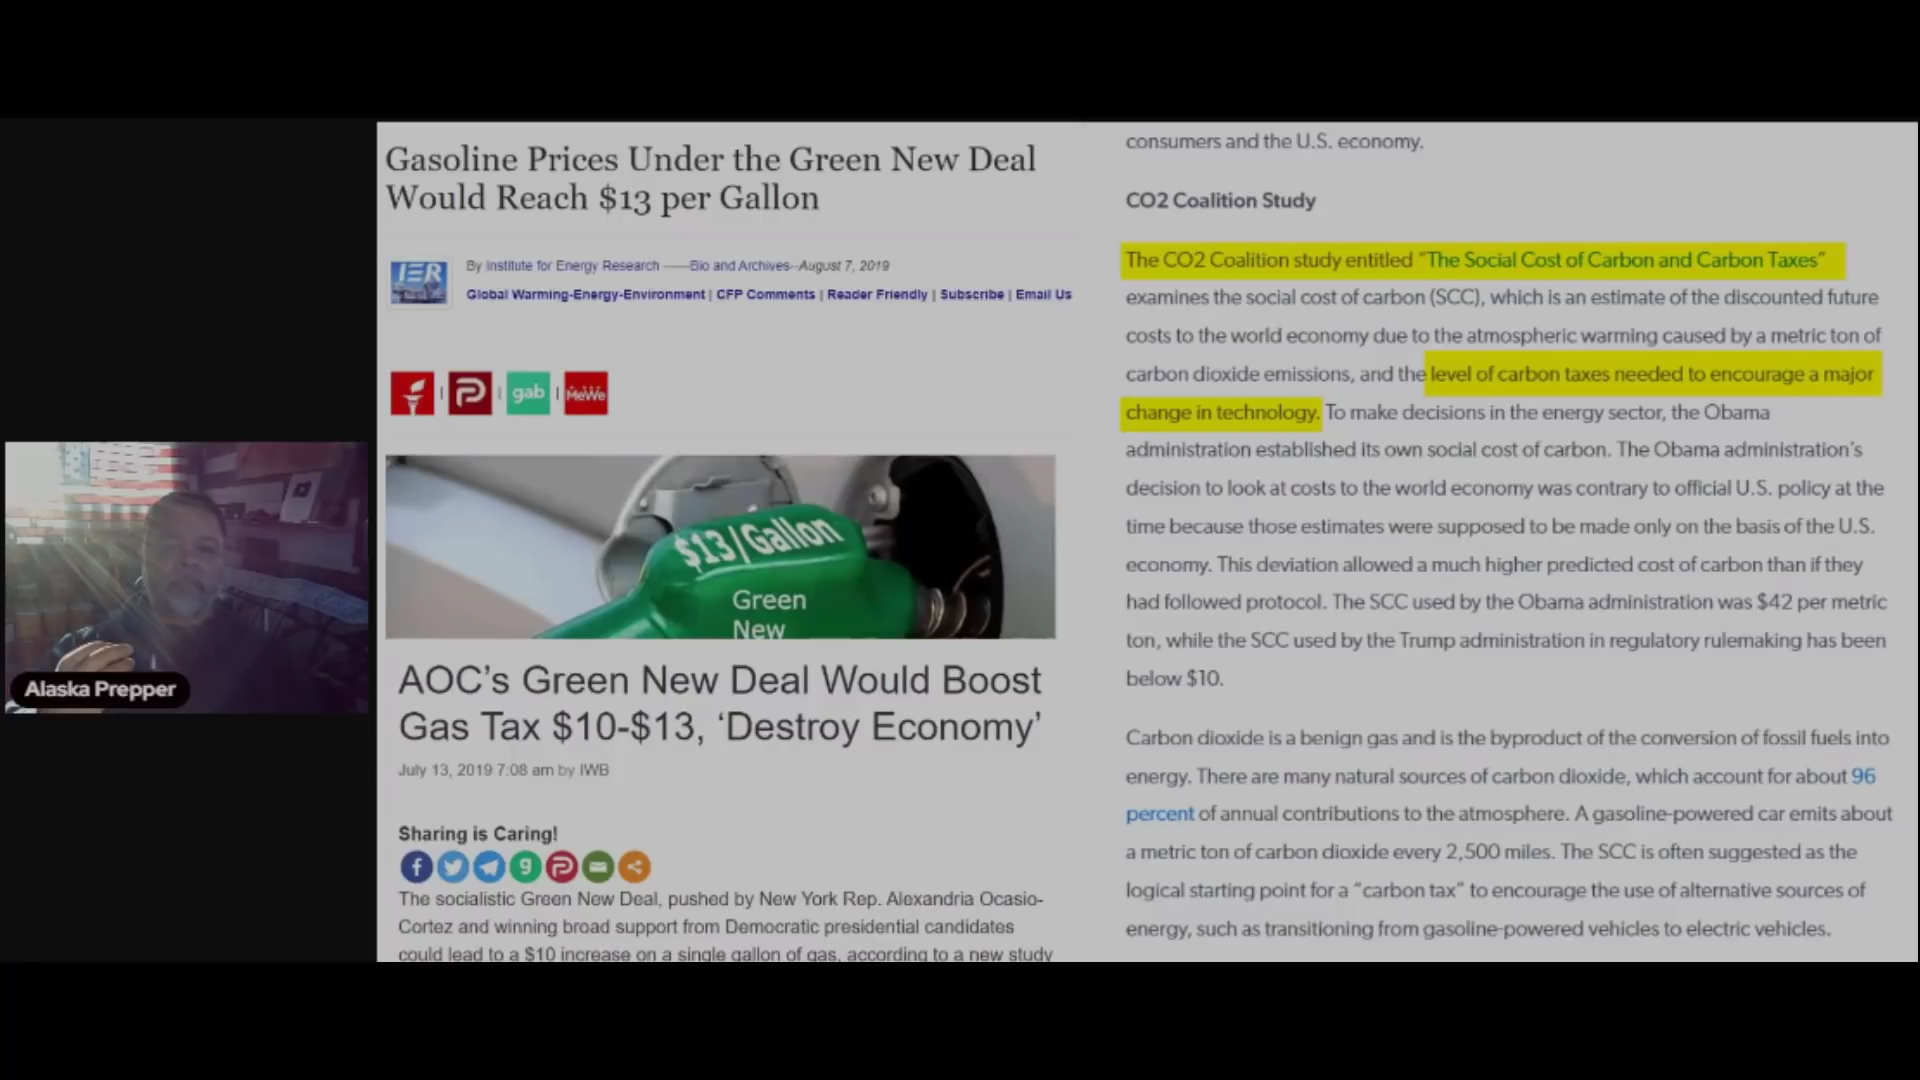 Gasoline Prices Under the Green New Deal
Would Reach $13 per Gallon
IER
By Institute for Energy Research ——Bio and Archives--August 7, 2019
Global Warming-Energy-Environment | CFP Comments | Reader Friendly | Subscribe | Email Us
| P | gab | MeWe
$13/Gallon
Green
New
AOC’s Green New Deal Would Boost
Gas Tax $10-$13, ‘Destroy Economy’
July 13, 2019 7:08 am by IWB
Sharing is Caring!
The socialistic Green New Deal, pushed by New York Rep. Alexandria Ocasio-
Cortez and winning broad support from Democratic presidential candidates
could lead to a $10 increase on a single gallon of gas, according to a new study
Alaska Prepper
consumers and the U.S. economy.
CO2 Coalition Study
The CO2 Coalition study entitled “The Social Cost of Carbon and Carbon Taxes”
examines the social cost of carbon (SCC), which is an estimate of the discounted future
costs to the world economy due to the atmospheric warming caused by a metric ton of
carbon dioxide emissions, and the level of carbon taxes needed to encourage a major
change in technology. To make decisions in the energy sector, the Obama
administration established its own social cost of carbon. The Obama administration’s
decision to look at costs to the world economy was contrary to official U.S. policy at the
time because those estimates were supposed to be made only on the basis of the U.S.
economy. This deviation allowed a much higher predicted cost of carbon than if they
had followed protocol. The SCC used by the Obama administration was $42 per metric
ton, while the SCC used by the Trump administration in regulatory rulemaking has been
below $10.
Carbon dioxide is a benign gas and is the byproduct of the conversion of fossil fuels into
energy. There are many natural sources of carbon dioxide, which account for about 96
percent of annual contributions to the atmosphere. A gasoline-powered car emits about
a metric ton of carbon dioxide every 2,500 miles. The SCC is often suggested as the
logical starting point for a “carbon tax” to encourage the use of alternative sources of
energy, such as transitioning from gasoline-powered vehicles to electric vehicles.